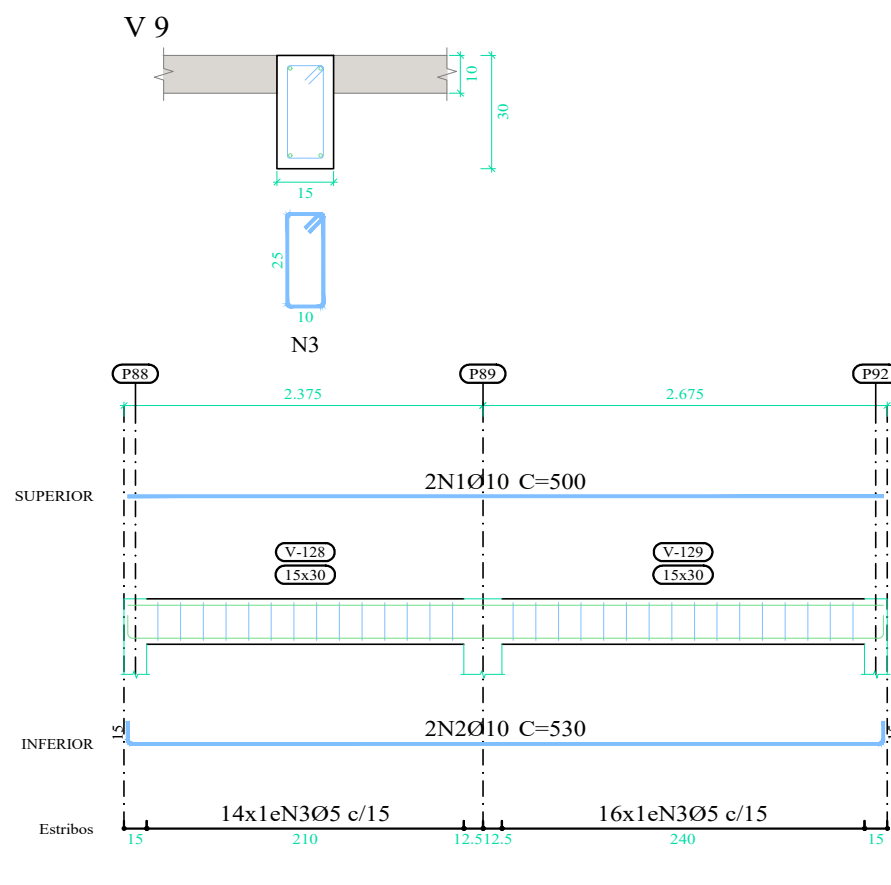 V 9
10
30
15
25
10
N3
P88 P89 P92
2.375 2.675
SUPERIOR 2N1Ø10 C=500
V-128 V-129
15x30 15x30
15 2N2Ø10 C=530
INFERIOR
14x1eN3Ø5 c/15 16x1eN3Ø5 c/15
Estribos
15 210 12.5 12.5 240 15